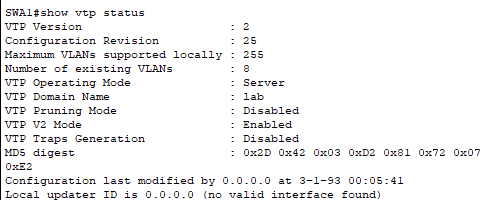 SWA1#show vtp status
VTP Version                     : 2
Configuration Revision          : 25
Maximum VLANs supported locally : 255
Number of existing VLANs        : 8
VTP Operating Mode              : Server
VTP Domain Name                 : lab
VTP Pruning Mode                : Disabled
VTP V2 Mode                     : Enabled
VTP Traps Generation            : Disabled
MD5 digest                      : 0x2D 0x42 0x03 0xD2 0x81 0x72 0x07
0xE2
Configuration last modified by 0.0.0.0 at 3-1-93 00:05:41
Local updater ID is 0.0.0.0 (no valid interface found)